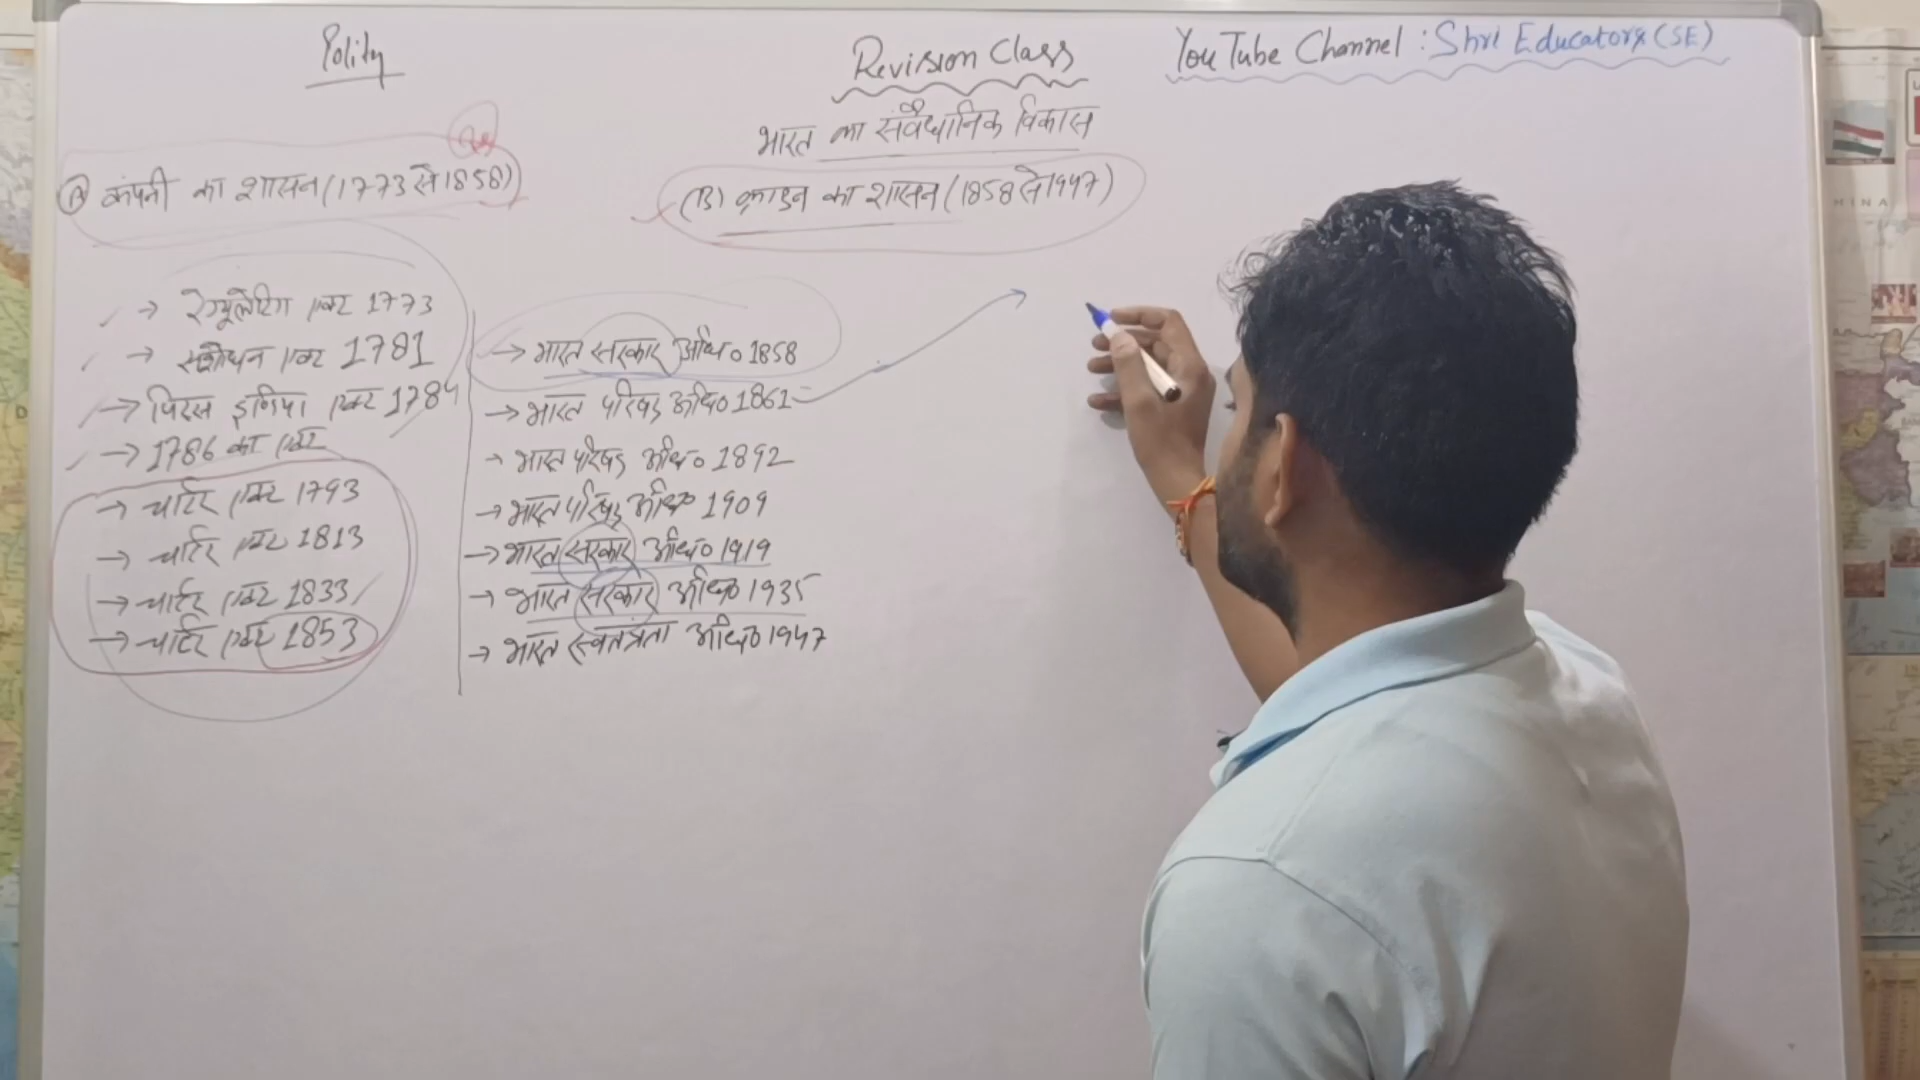 Polity
Revision Class
YouTube Channel : Shri Educators (SE)
भारत का संवैधानिक विकास
(A) कंपनी का शासन (1773 से 1858)
(B) क्राउन का शासन (1858 से 1947)
→ रेग्यूलेटिंग एक्ट 1773
→ संशोधन एक्ट 1781
→ पिट्स इण्डिया एक्ट 1784
→ 1786 का एक्ट
→ चार्टर एक्ट 1793
→ चार्टर एक्ट 1813
→ चार्टर एक्ट 1833
→ चार्टर एक्ट 1853
→ भारत सरकार अधि० 1858
→ भारत परिषद अधि० 1861
→ भारत परिषद अधि० 1892
→ भारत परिषद अधि० 1909
→ भारत सरकार अधि० 1919
→ भारत सरकार अधि० 1935
→ भारत स्वतंत्रता अधि० 1947
HINA